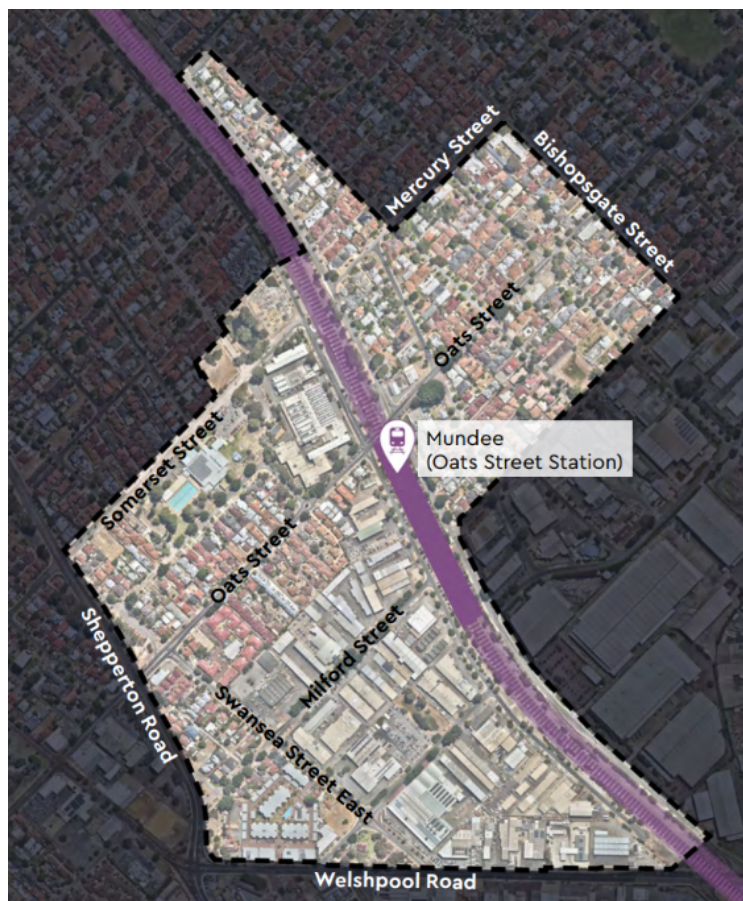 Mercury Street
Bishopsgate Street
Oats Street
Mundee
(Oats Street Station)
Somerset Street
Oats Street
Milford Street
Shepperton Road
Swansea Street East
Welshpool Road